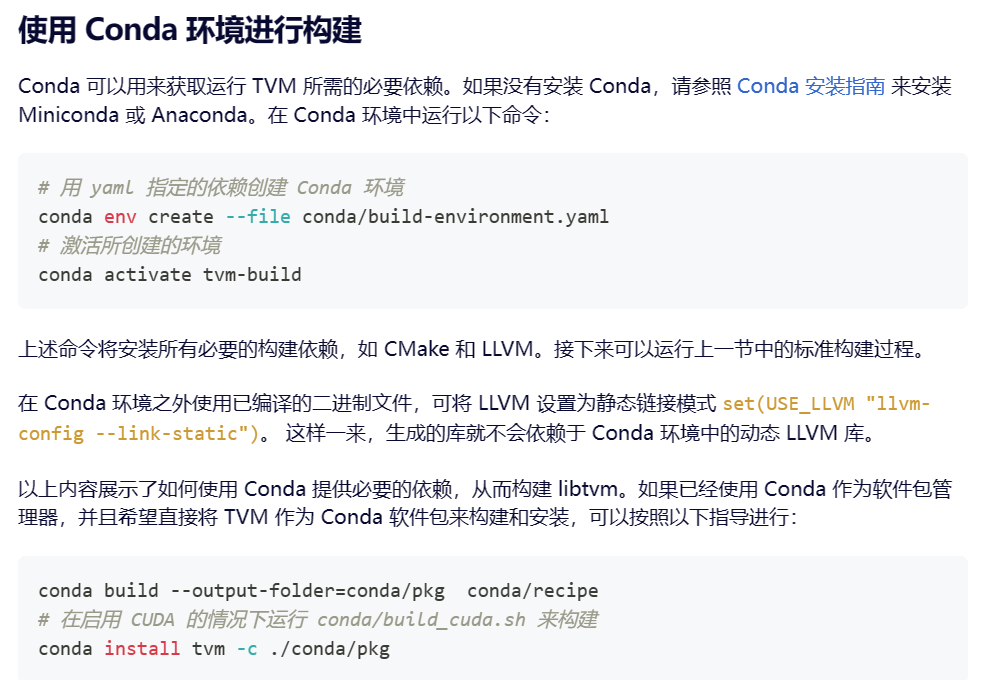 使用 Conda 环境进行构建
Conda 可以用来获取运行 TVM 所需的必要依赖。如果没有安装 Conda，请参照 Conda 安装指南 来安装
Miniconda 或 Anaconda。在 Conda 环境中运行以下命令：
# 用 yaml 指定的依赖创建 Conda 环境
conda env create --file conda/build-environment.yaml
# 激活所创建的环境
conda activate tvm-build
上述命令将安装所有必要的构建依赖，如 CMake 和 LLVM。接下来可以运行上一节中的标准构建过程。
在 Conda 环境之外使用已编译的二进制文件，可将 LLVM 设置为静态链接模式 set(USE_LLVM "llvm-
config --link-static")。 这样一来，生成的库就不会依赖于 Conda 环境中的动态 LLVM 库。
以上内容展示了如何使用 Conda 提供必要的依赖，从而构建 libtvm。如果已经使用 Conda 作为软件包管
理器，并且希望直接将 TVM 作为 Conda 软件包来构建和安装，可以按照以下指导进行：
conda build --output-folder=conda/pkg  conda/recipe
# 在启用 CUDA 的情况下运行 conda/build_cuda.sh 来构建
conda install tvm -c ./conda/pkg